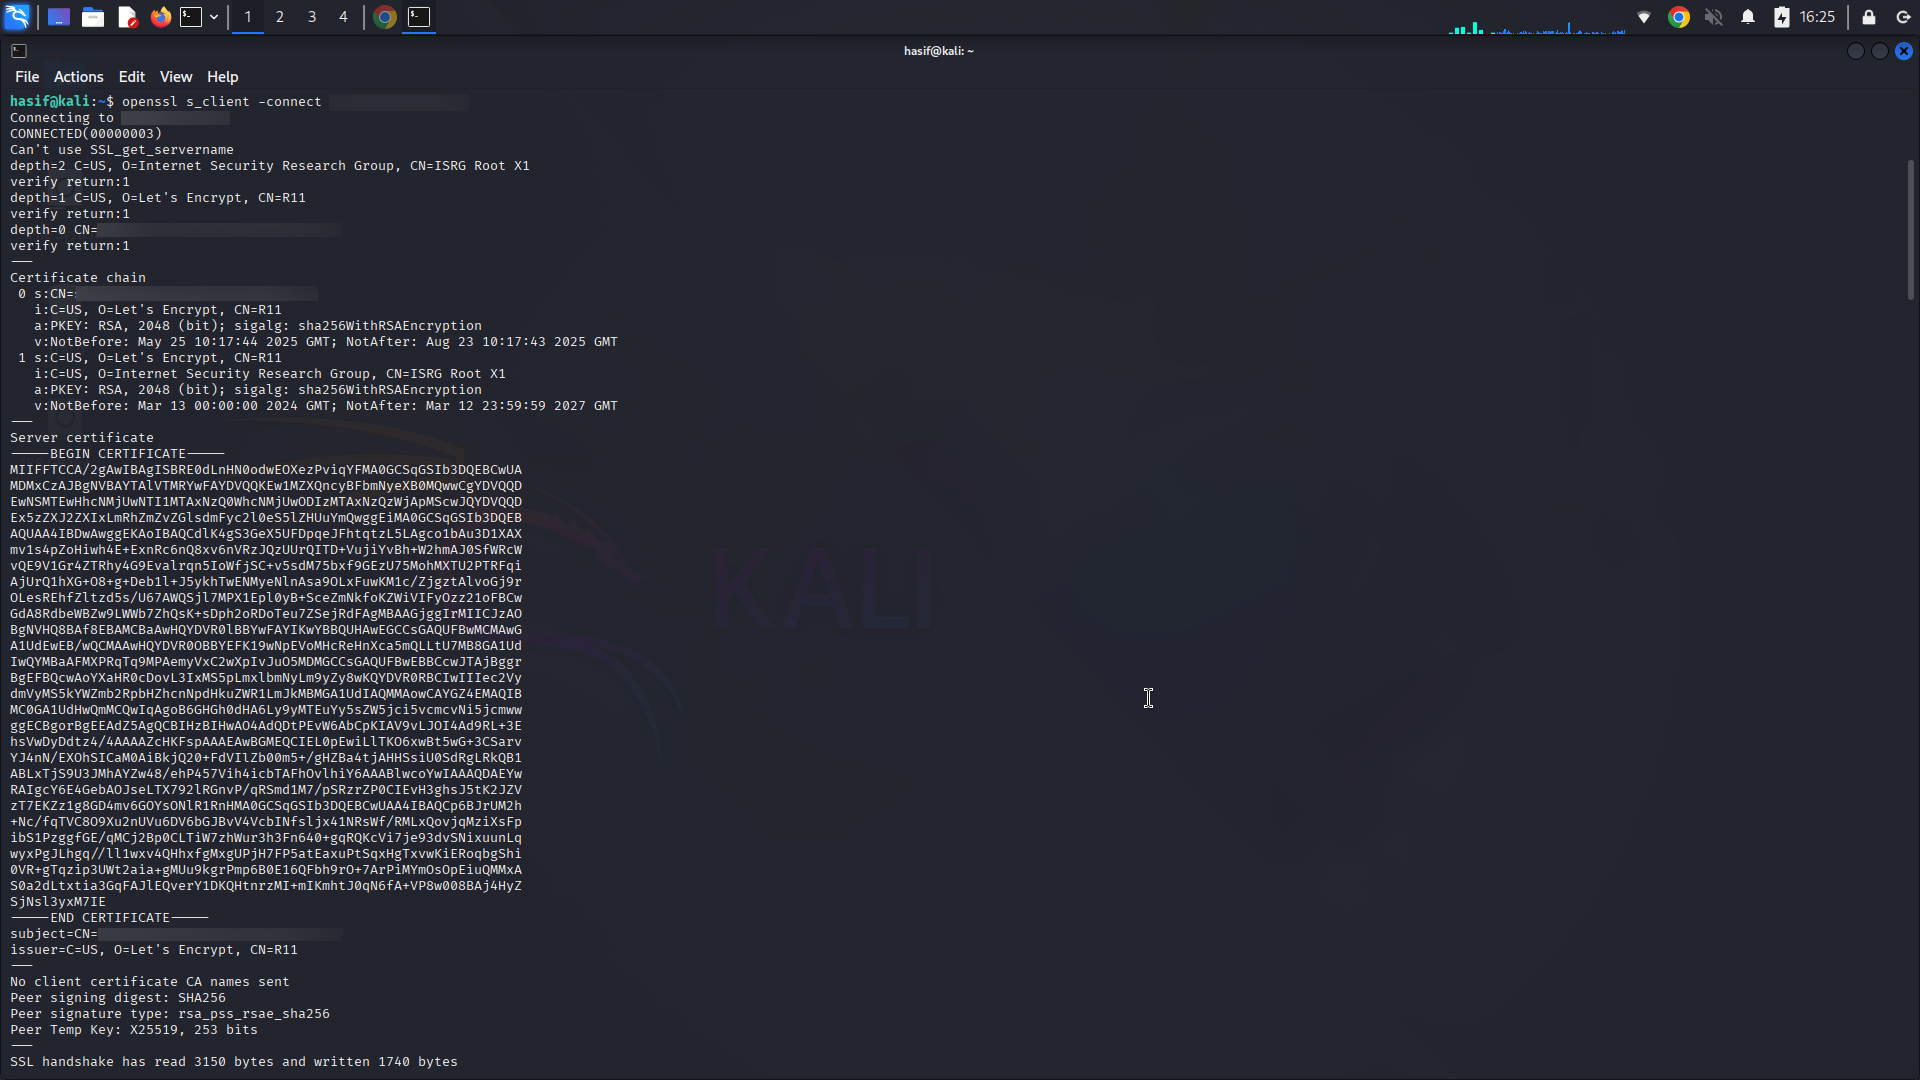 1 2 3 4 16:25
hasif@kali: ~
File Actions Edit View Help
hasif@kali:~$ openssl s_client -connect
Connecting to
CONNECTED(00000003)
Can't use SSL_get_servername
depth=2 C=US, O=Internet Security Research Group, CN=ISRG Root X1
verify return:1
depth=1 C=US, O=Let's Encrypt, CN=R11
verify return:1
depth=0 CN=
verify return:1
---
Certificate chain
0 s:CN=
i:C=US, O=Let's Encrypt, CN=R11
a:PKEY: RSA, 2048 (bit); sigalg: sha256WithRSAEncryption
v:NotBefore: May 25 10:17:44 2025 GMT; NotAfter: Aug 23 10:17:43 2025 GMT
1 s:C=US, O=Let's Encrypt, CN=R11
i:C=US, O=Internet Security Research Group, CN=ISRG Root X1
a:PKEY: RSA, 2048 (bit); sigalg: sha256WithRSAEncryption
v:NotBefore: Mar 13 00:00:00 2024 GMT; NotAfter: Mar 12 23:59:59 2027 GMT
---
Server certificate
-----BEGIN CERTIFICATE-----
MIIFFTCCA/2gAwIBAgISBRE0dLnHN0odwEOXezPviqYFMA0GCSqGSIb3DQEBCwUA
MDMxCzAJBgNVBAYTAlVTMRYwFAYDVQQKEw1MZXQncyBFbmNyeXB0MQwwCgYDVQQD
EwNSMTEwHhcNMjUwNTI1MTAxNzQ0WhcNMjUwODIzMTAxNzQzWjApMScwJQYDVQQD
Ex5zZXJ2ZXIxLmRhZmZvZGlsdmFyc2l0eS5lZHUuYmQwggEiMA0GCSqGSIb3DQEB
AQUAA4IBDwAwggEKAoIBAQCdlK4gS3GeX5UFDpqeJFhtqtzL5LAgco1bAu3D1XAX
mv1s4pZoHiwh4E+ExnRc6nQ8xv6nVRzJQzUUrQITD+VujiYvBh+W2hmAJ0SfWRcW
vQE9V1Gr4ZTRhy4G9Evalrqn5IoWfjSC+v5sdM75bxf9GEzU75MohMXTU2PTRFqi
AjUrQ1hXG+O8+g+Deb1l+J5ykhTwENMyeNlnAsa9OLxFuwKM1c/ZjgztAlvoGj9r
OLesREhfZltzd5s/U67AWQSjl7MPX1Epl0yB+SceZmNkfoKZWiVIFyOzz21oFBCw
GdA8RdbeWBZw9LWWb7ZhQsK+sDph2oRDoTeu7ZSejRdFAgMBAAGjggIrMIICJzAO
BgNVHQ8BAf8EBAMCBaAwHQYDVR0lBBYwFAYIKwYBBQUHAwEGCCsGAQUFBwMCMAwG
A1UdEwEB/wQCMAAwHQYDVR0OBBYEFK19wNpEVoMHcReHnXca5mQLLtU7MB8GA1Ud
IwQYMBaAFMXPRqTq9MPAemyVxC2wXpIvJuO5MDMGCCsGAQUFBwEBBCcwJTAjBggr
BgEFBQcwAoYXaHR0cDovL3IxMS5pLmxlbmNyLm9yZy8wKQYDVR0RBCIwIIIec2Vy
dmVyMS5kYWZmb2RpbHZhcnNpdHkuZWR1LmJkMBMGA1UdIAQMMAowCAYGZ4EMAQIB
MC0GA1UdHwQmMCQwIqAgoB6GHGh0dHA6Ly9yMTEuYy5sZW5jci5vcmcvNi5jcmww
ggECBgorBgEEAdZ5AgQCBIHzBIHwAO4AdQDtPEvW6AbCpKIAV9vLJOI4Ad9RL+3E
hsVwDyDdtz4/4AAAAZcHKFspAAAEAwBGMEQCIEL0pEwiLlTKO6xwBt5wG+3CSarv
YJ4nN/EXOhSICaM0AiBkjQ20+FdVIlZb00m5+/gHZBa4tjAHHSsiU0SdRgLRkQB1
ABLxTjS9U3JMhAYZw48/ehP457Vih4icbTAFhOvlhiY6AAABlwcoYwIAAAQDAEYw
RAIgcY6E4GebAOJseLTX792lRGnvP/qRSmd1M7/pSRzrZP0CIEvH3ghsJ5tK2JZV
zT7EKZz1g8GD4mv6GOYsONlR1RnHMA0GCSqGSIb3DQEBCwUAA4IBAQCp6BJrUM2h
+Nc/fqTVC8O9Xu2nUVu6DV6bGJBvV4VcbINfsljx41NRsWf/RMLxQovjqMziXsFp
ibS1PzggfGE/qMCj2Bp0CLTiW7zhWur3h3Fn640+gqRQKcVi7je93dvSNixuunLq
wyxPgJLhgq//ll1wxv4QHhxfgMxgUPjH7FP5atEaxuPtSqxHgTxvwKiERoqbgShi
0VR+gTqzip3UWt2aia+gMUu9kgrPmp6B0E16QFbh9rO+7ArPiMYmOsOpEiuQMMxA
S0a2dLtxtia3GqFAJlEQverY1DKQHtnrzMI+mIKmhtJ0qN6fA+VP8w008BAj4HyZ
SjNsl3yxM7IE
-----END CERTIFICATE-----
subject=CN=
issuer=C=US, O=Let's Encrypt, CN=R11
---
No client certificate CA names sent
Peer signing digest: SHA256
Peer signature type: rsa_pss_rsae_sha256
Peer Temp Key: X25519, 253 bits
---
SSL handshake has read 3150 bytes and written 1740 bytes
KALI